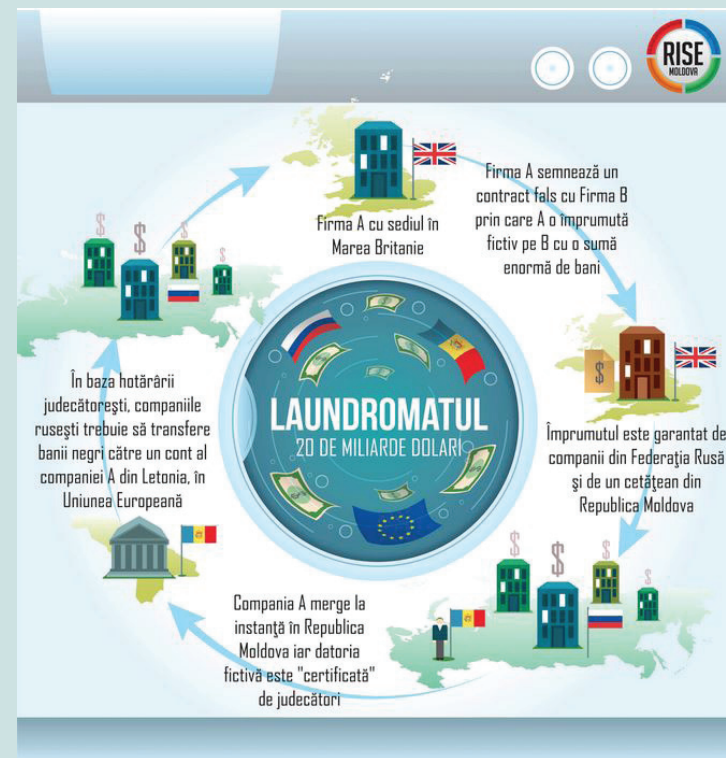 RISE
MOLDOVA
Firma A cu sediul în
Marea Britanie
Firma A semnează un
contract fals cu Firma B
prin care A o împrumută
fictiv pe B cu o sumă
enormă de bani
Împrumutul este garantat de
companii din Federaţia Rusă
şi de un cetăţean din
Republica Moldova
Compania A merge la
instanţă în Republica
Moldova iar datoria
fictivă este "certificată"
de judecători
În baza hotărârii
judecătoreşti, companiile
ruseşti trebuie să transfere
banii negri către un cont al
companiei A din Letonia, în
Uniunea Europeană
LAUNDROMATUL
20 DE MILIARDE DOLARI
$
$
$
$
$
$
$
$
$